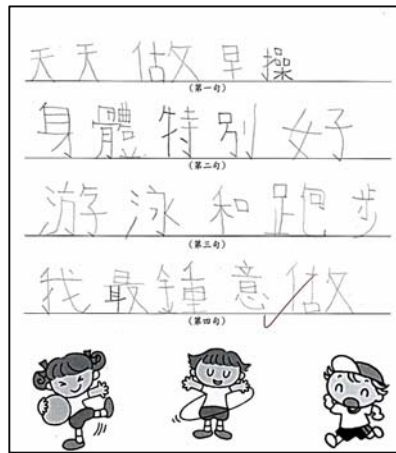 天天做早操
(第一句)
身體特別好
(第二句)
游泳和跑步
(第三句)
我最鍾意做
(第四句)